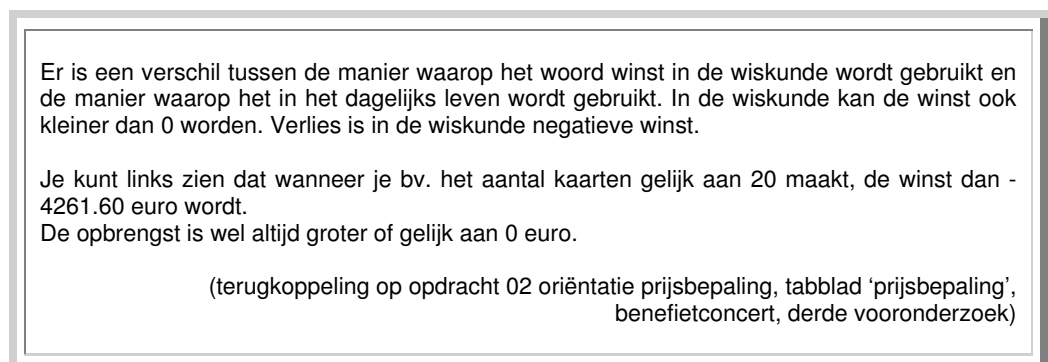 Er is een verschil tussen de manier waarop het woord winst in de wiskunde wordt gebruikt en
de manier waarop het in het dagelijks leven wordt gebruikt. In de wiskunde kan de winst ook
kleiner dan 0 worden. Verlies is in de wiskunde negatieve winst.
Je kunt links zien dat wanneer je bv. het aantal kaarten gelijk aan 20 maakt, de winst dan -
4261.60 euro wordt.
De opbrengst is wel altijd groter of gelijk aan 0 euro.
(terugkoppeling op opdracht 02 oriëntatie prijsbepaling, tabblad ‘prijsbepaling’,
benefietconcert, derde vooronderzoek)